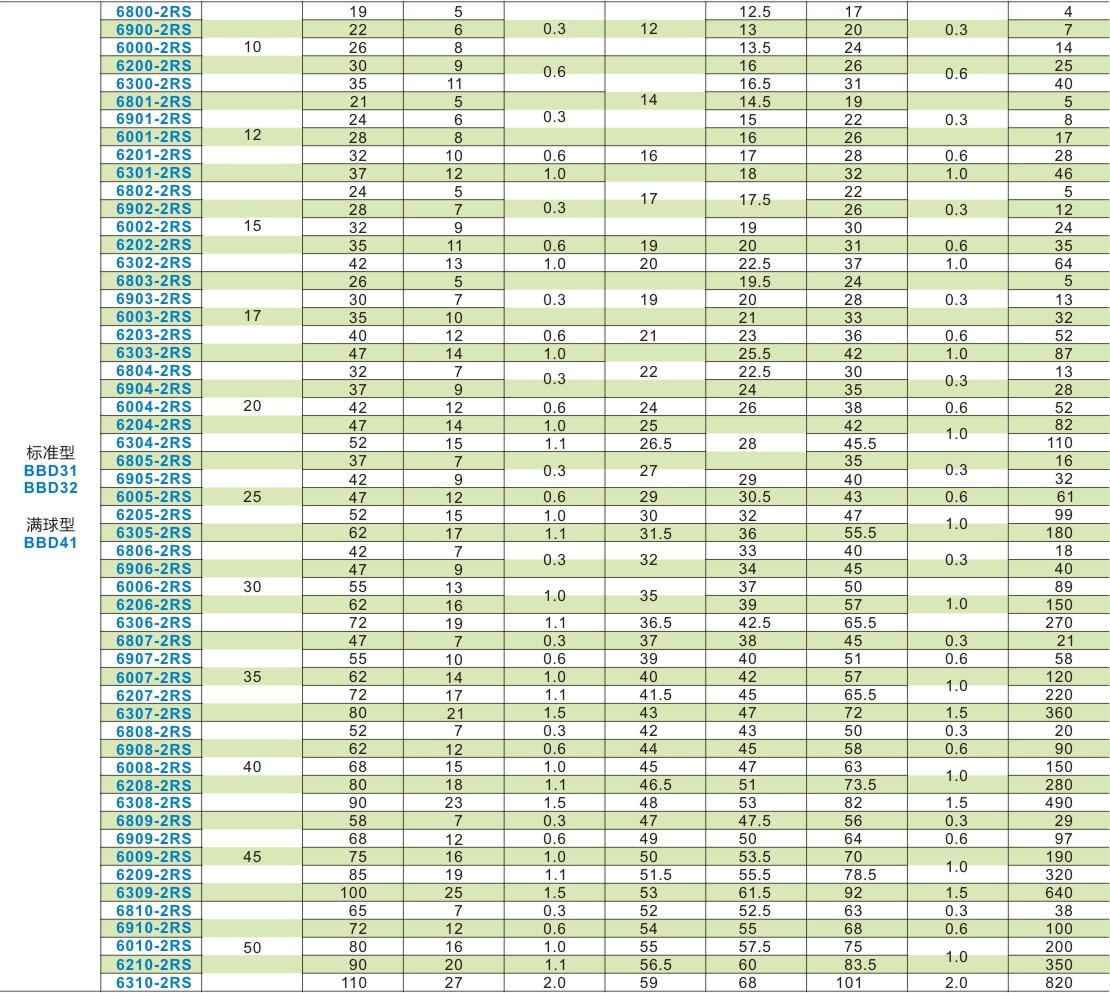 6800-2RS 19 5 12.5 17 4
6900-2RS 22 6 0.3 12 13 20 0.3 7
6000-2RS 10 26 8 13.5 24 14
6200-2RS 30 9 0.6 16 26 0.6 25
6300-2RS 35 11 16.5 31 40
6801-2RS 21 5 14 14.5 19 5
6901-2RS 24 6 0.3 15 22 0.3 8
6001-2RS 12 28 8 16 26 17
6201-2RS 32 10 0.6 16 17 28 0.6 28
6301-2RS 37 12 1.0 18 32 1.0 46
6802-2RS 24 5 17 17.5 22 5
6902-2RS 28 7 0.3 26 0.3 12
6002-2RS 15 32 9 19 30 24
6202-2RS 35 11 0.6 19 20 31 0.6 35
6302-2RS 42 13 1.0 20 22.5 37 1.0 64
6803-2RS 26 5 19.5 24 5
6903-2RS 30 7 0.3 19 20 28 0.3 13
6003-2RS 17 35 10 21 33 32
6203-2RS 40 12 0.6 21 23 36 0.6 52
6303-2RS 47 14 1.0 25.5 42 1.0 87
6804-2RS 32 7 0.3 22 22.5 30 0.3 13
6904-2RS 37 9 24 35 28
6004-2RS 20 42 12 0.6 24 26 38 0.6 52
6204-2RS 47 14 1.0 25 42 1.0 82
6304-2RS 52 15 1.1 26.5 28 45.5 110
标准型
BBD31
BBD32
满球型
BBD41
6805-2RS 37 7 0.3 27 35 0.3 16
6905-2RS 42 9 29 40 32
6005-2RS 25 47 12 0.6 29 30.5 43 0.6 61
6205-2RS 52 15 1.0 30 32 47 1.0 99
6305-2RS 62 17 1.1 31.5 36 55.5 180
6806-2RS 42 7 0.3 32 33 40 0.3 18
6906-2RS 47 9 34 45 40
6006-2RS 30 55 13 1.0 35 37 50 89
6206-2RS 62 16 39 57 1.0 150
6306-2RS 72 19 1.1 36.5 42.5 65.5 270
6807-2RS 47 7 0.3 37 38 45 0.3 21
6907-2RS 55 10 0.6 39 40 51 0.6 58
6007-2RS 35 62 14 1.0 40 42 57 1.0 120
6207-2RS 72 17 1.1 41.5 45 65.5 220
6307-2RS 80 21 1.5 43 47 72 1.5 360
6808-2RS 52 7 0.3 42 43 50 0.3 20
6908-2RS 62 12 0.6 44 45 58 0.6 90
6008-2RS 40 68 15 1.0 45 47 63 1.0 150
6208-2RS 80 18 1.1 46.5 51 73.5 280
6308-2RS 90 23 1.5 48 53 82 1.5 490
6809-2RS 58 7 0.3 47 47.5 56 0.3 29
6909-2RS 68 12 0.6 49 50 64 0.6 97
6009-2RS 45 75 16 1.0 50 53.5 70 1.0 190
6209-2RS 85 19 1.1 51.5 55.5 78.5 320
6309-2RS 100 25 1.5 53 61.5 92 1.5 640
6810-2RS 65 7 0.3 52 52.5 63 0.3 38
6910-2RS 72 12 0.6 54 55 68 0.6 100
6010-2RS 50 80 16 1.0 55 57.5 75 1.0 200
6210-2RS 90 20 1.1 56.5 60 83.5 350
6310-2RS 110 27 2.0 59 68 101 2.0 820